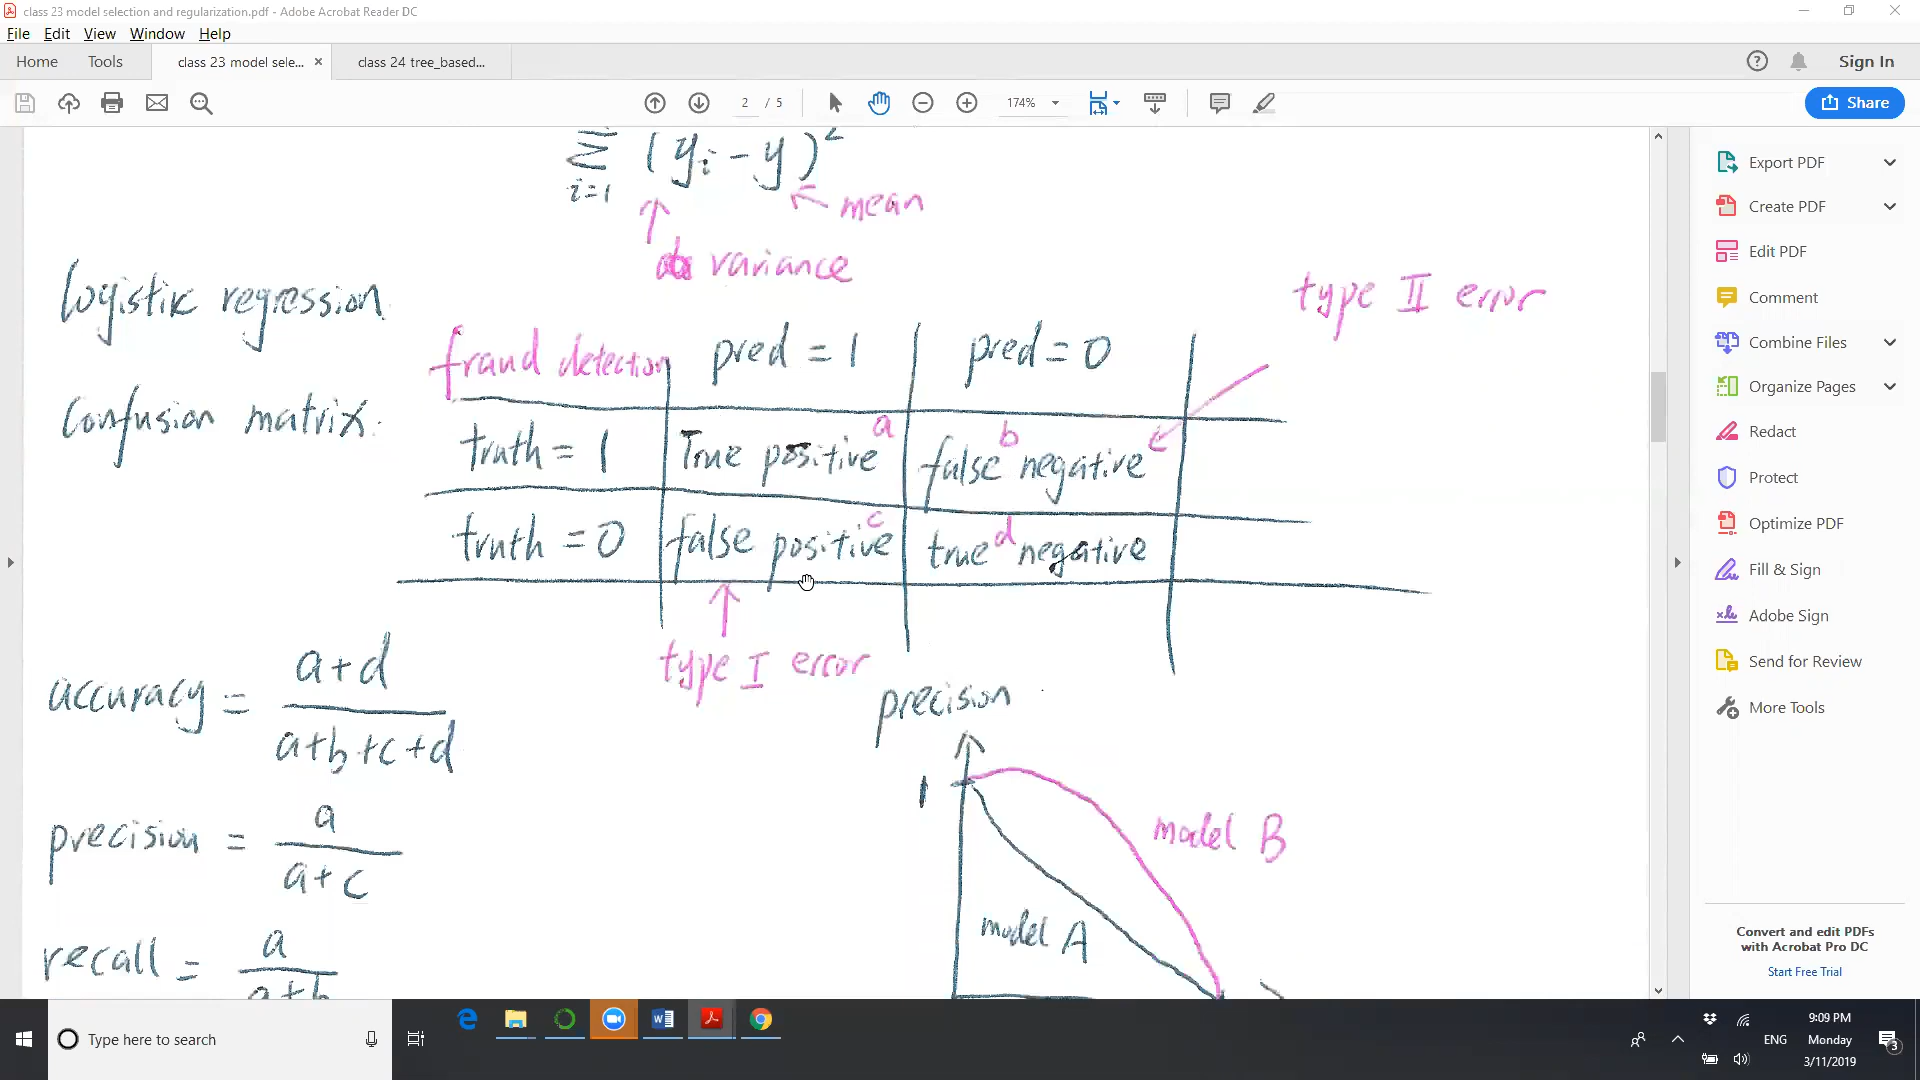 class 23 model selection and regularization.pdf - Adobe Acrobat Reader DC
File Edit View Window Help
Home Tools class 23 model sele... × class 24 tree_based... Sign In
2 / 5 174% Share
Σ (yi - y)²
i=1
mean
variance
Logistic regression
type II error
fraud detection pred = 1 pred = 0
Confusion matrix:
truth = 1 True positive a false negative b
truth = 0 false positive c true negative d
type I error
accuracy = a+d
a+b+c+d
precision
1
model B
precision = a
a+c
model A
recall = a
a+b
Export PDF
Create PDF
Edit PDF
Comment
Combine Files
Organize Pages
Redact
Protect
Fill & Sign
Optimize PDF
Adobe Sign
Send for Review
More Tools
Convert and edit PDFs
with Acrobat Pro DC
Start Free Trial
Type here to search
ENG
9:09 PM
Monday
3/11/2019
3